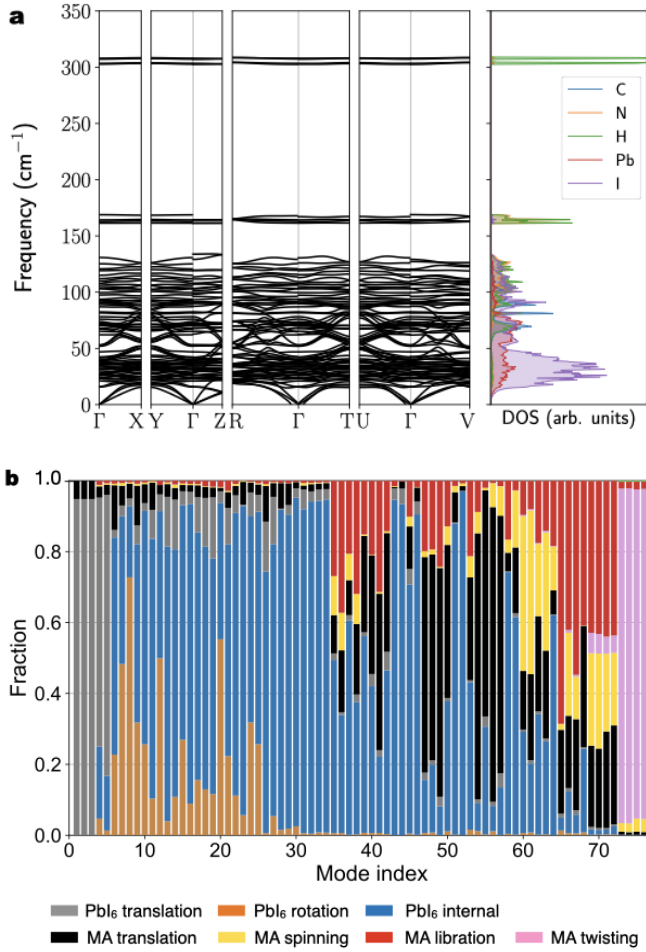 a
350
300
250
200
150
100
50
0
Frequency (cm⁻¹)
Γ X Y Γ Z R Γ T U Γ V
C
N
H
Pb
I
DOS (arb. units)
b
1.0
0.8
0.6
0.4
0.2
0.0
Fraction
0 10 20 30 40 50 60 70
Mode index
PbI₆ translation PbI₆ rotation PbI₆ internal
MA translation MA spinning MA libration MA twisting